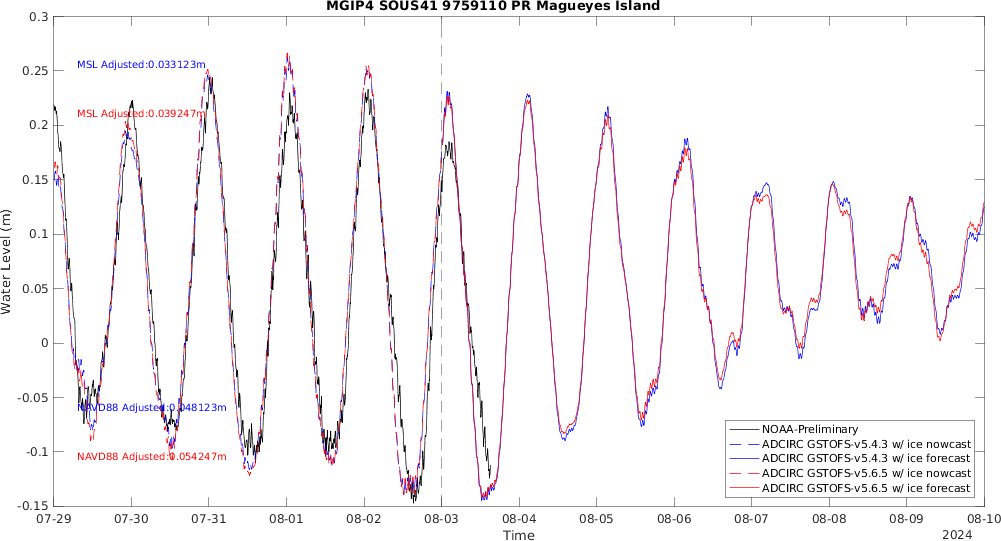 MGIP4 SOUS41 9759110 PR Magueyes Island
0.3
0.25
0.2
0.15
0.1
0.05
0
-0.05
-0.1
-0.15
Water Level (m)
MSL Adjusted:0.033123m
MSL Adjusted:0.039247m
NAVD88 Adjusted:0.048123m
NAVD88 Adjusted:0.054247m
NOAA-Preliminary
ADCIRC GSTOFS-v5.4.3 w/ ice nowcast
ADCIRC GSTOFS-v5.4.3 w/ ice forecast
ADCIRC GSTOFS-v5.6.5 w/ ice nowcast
ADCIRC GSTOFS-v5.6.5 w/ ice forecast
07-29 07-30 07-31 08-01 08-02 08-03 08-04 08-05 08-06 08-07 08-08 08-09 08-10
Time
2024